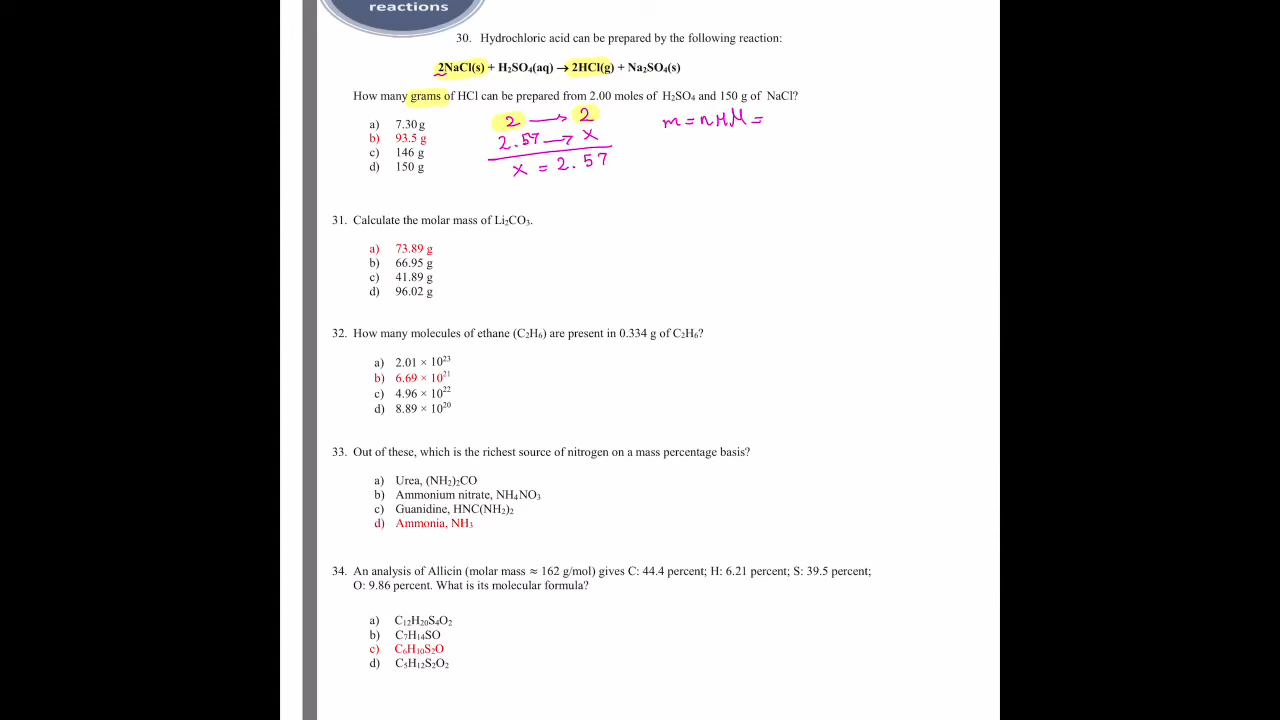 reactions
30. Hydrochloric acid can be prepared by the following reaction:
2NaCl(s) + H₂SO₄(aq) → 2HCl(g) + Na₂SO₄(s)
How many grams of HCl can be prepared from 2.00 moles of H₂SO₄ and 150 g of NaCl?
a) 7.30 g
b) 93.5 g
c) 146 g
d) 150 g
2 → 2
2.57 → x
x = 2.57
m = n × M =
31. Calculate the molar mass of Li₂CO₃.
a) 73.89 g
b) 66.95 g
c) 41.89 g
d) 96.02 g
32. How many molecules of ethane (C₂H₆) are present in 0.334 g of C₂H₆?
a) 2.01 × 10²³
b) 6.69 × 10²¹
c) 4.96 × 10²²
d) 8.89 × 10²⁰
33. Out of these, which is the richest source of nitrogen on a mass percentage basis?
a) Urea, (NH₂)₂CO
b) Ammonium nitrate, NH₄NO₃
c) Guanidine, HNC(NH₂)₂
d) Ammonia, NH₃
34. An analysis of Allicin (molar mass ≈ 162 g/mol) gives C: 44.4 percent; H: 6.21 percent; S: 39.5 percent;
O: 9.86 percent. What is its molecular formula?
a) C₁₂H₂₀S₄O₂
b) C₇H₁₄SO
c) C₆H₁₀S₂O
d) C₅H₁₂S₂O₂